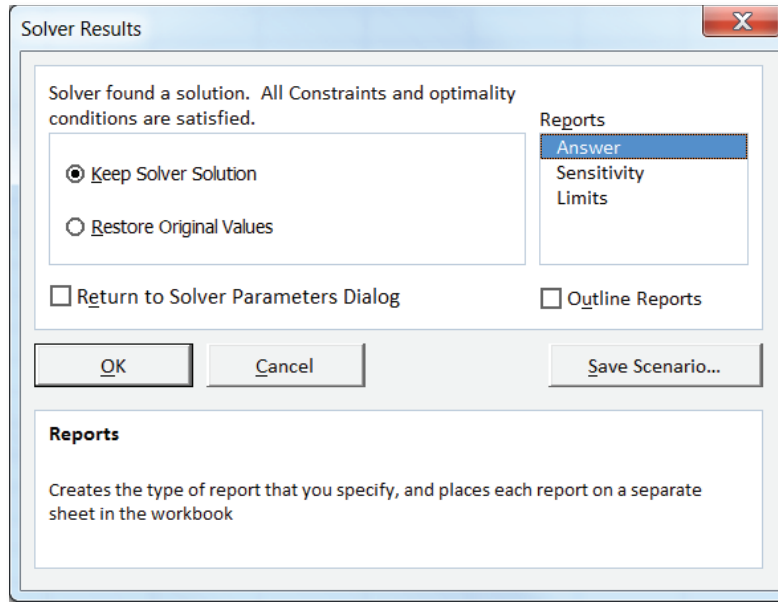 Solver Results
X
Solver found a solution.  All Constraints and optimality
conditions are satisfied.
Keep Solver Solution
Restore Original Values
Reports
Answer
Sensitivity
Limits
Return to Solver Parameters Dialog
Outline Reports
OK
Cancel
Save Scenario...
Reports
Creates the type of report that you specify, and places each report on a separate
sheet in the workbook